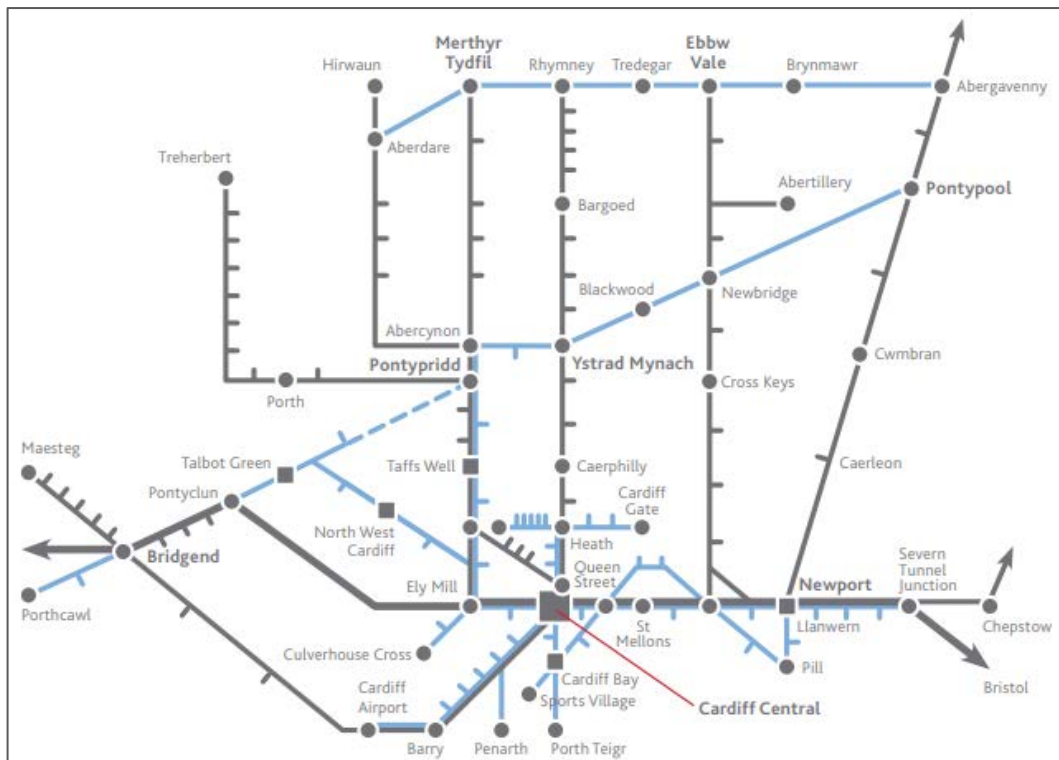 Merthyr
Tydfil
Ebbw
Vale
Hirwaun
Rhymney
Tredegar
Brynmawr
Abergavenny
Aberdare
Treherbert
Abertillery
Pontypool
Bargoed
Blackwood
Newbridge
Abercynon
Pontypridd
Ystrad Mynach
Cwmbran
Porth
Cross Keys
Maesteg
Talbot Green
Taffs Well
Caerphilly
Caerleon
Pontyclun
Cardiff
Gate
North West
Cardiff
Heath
Bridgend
Queen
Street
Severn
Tunnel
Junction
Ely Mill
Newport
Porthcawl
St
Mellons
Llanwern
Chepstow
Culverhouse Cross
Cardiff Bay
Pill
Bristol
Cardiff
Airport
Sports Village
Cardiff Central
Barry
Penarth
Porth Teigr